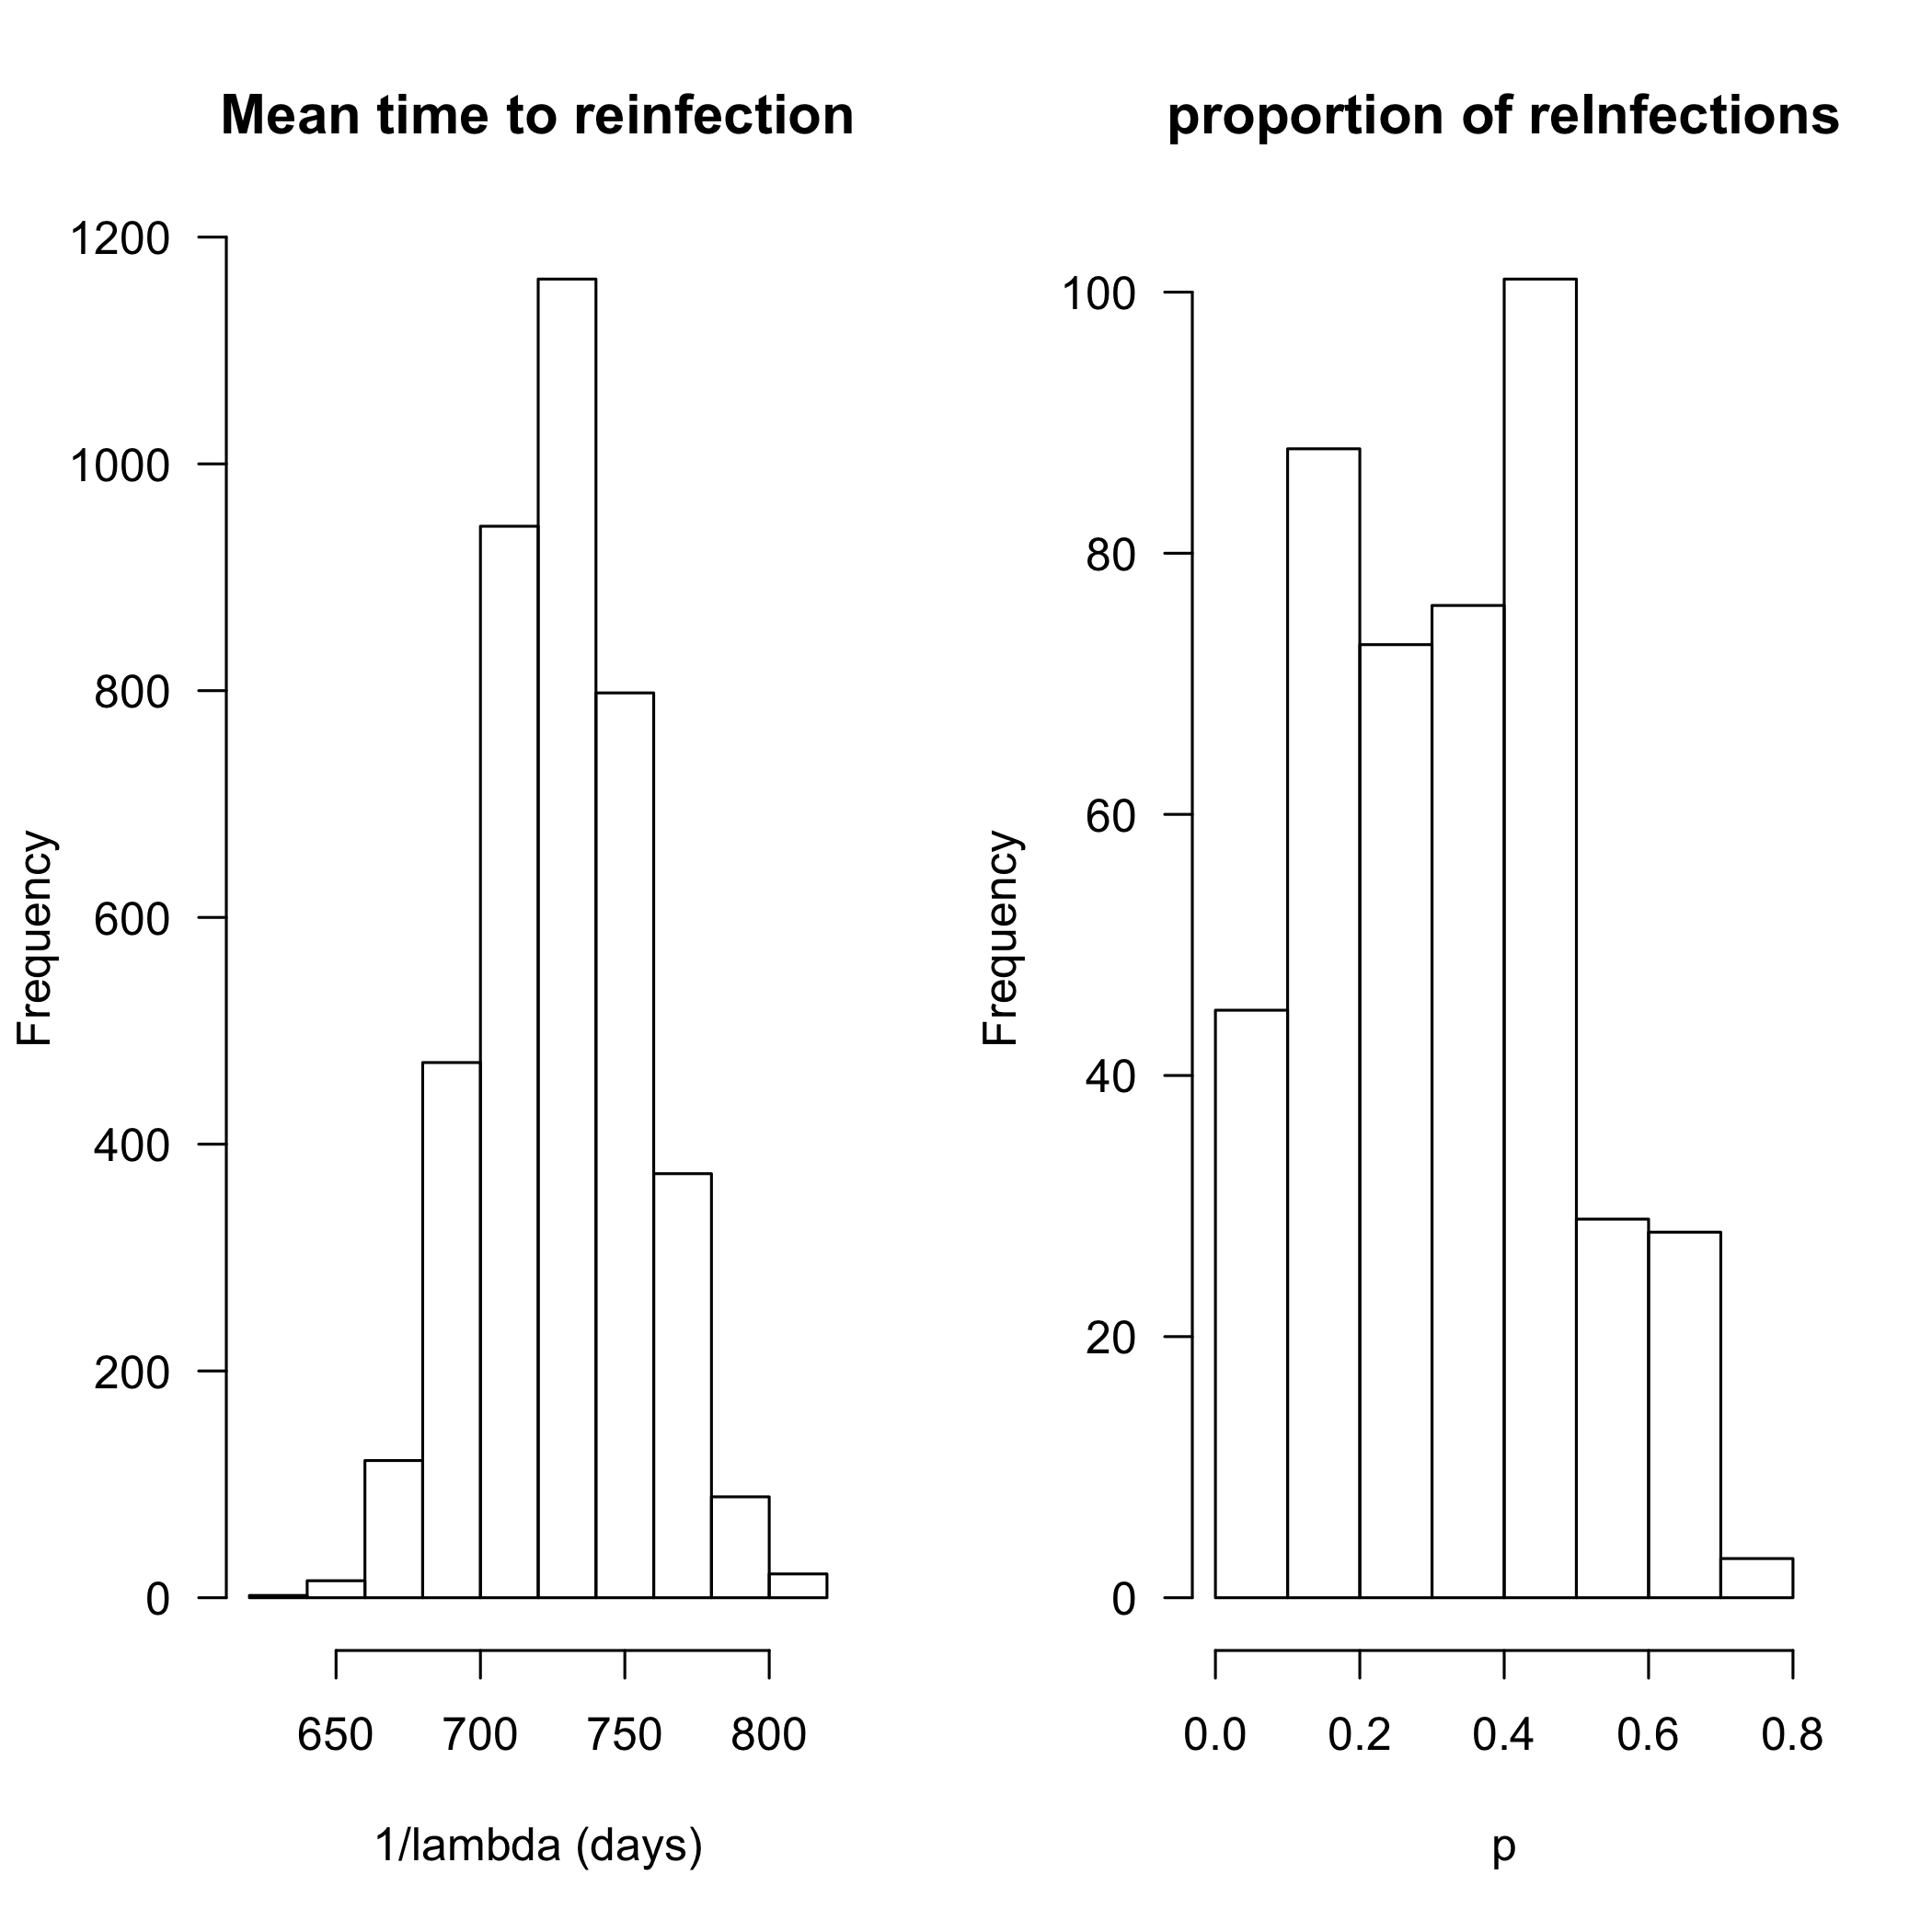 Mean time to reinfection
1200
1000
800
600
400
200
0
Frequency
650 700 750 800
1/lambda (days)
proportion of reInfections
100
80
60
40
20
0
Frequency
0.0 0.2 0.4 0.6 0.8
p